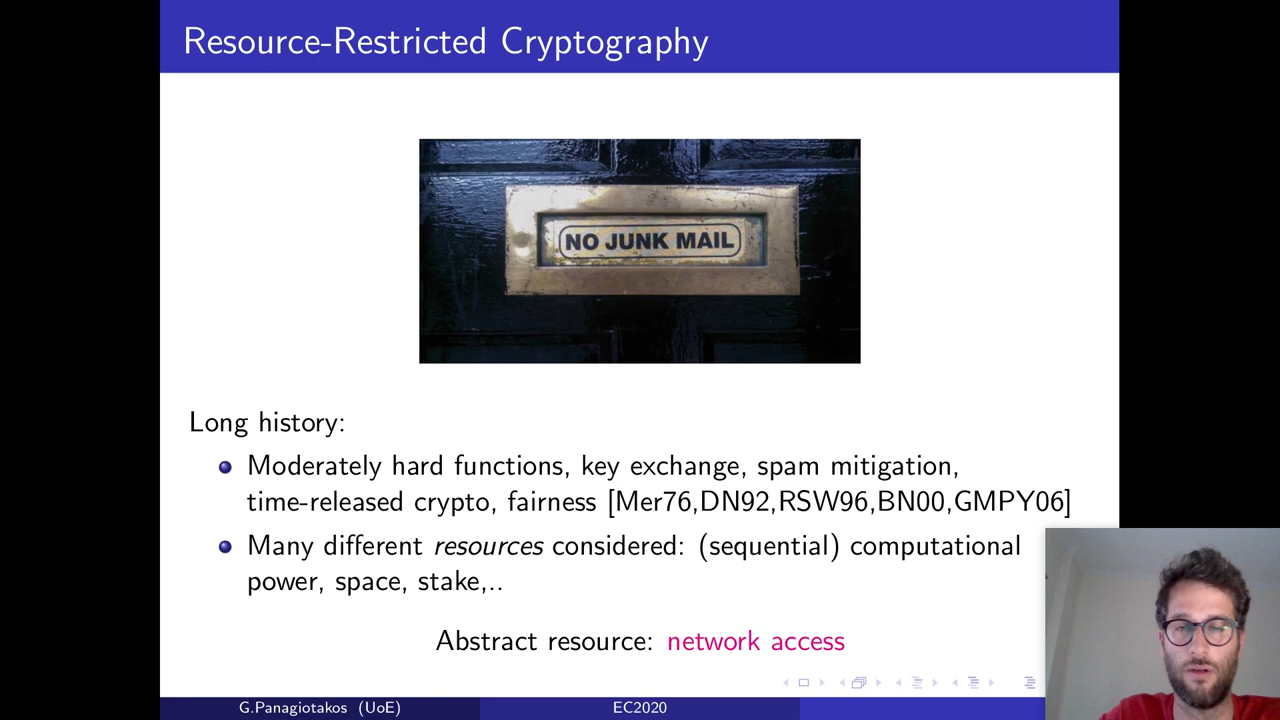 Resource-Restricted Cryptography
NO JUNK MAIL
Long history:
Moderately hard functions, key exchange, spam mitigation,
time-released crypto, fairness [Mer76,DN92,RSW96,BN00,GMPY06]
Many different resources considered: (sequential) computational
power, space, stake,..
Abstract resource: network access
G.Panagiotakos (UoE)
EC2020